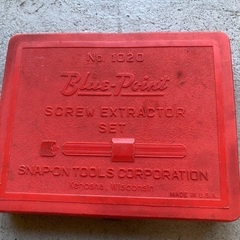 No. 1020
Blue-Point
SCREW EXTRACTOR
SET
SNAP-ON TOOLS CORPORATION
Kenosha, Wisconsin
MADE IN U.S.A.